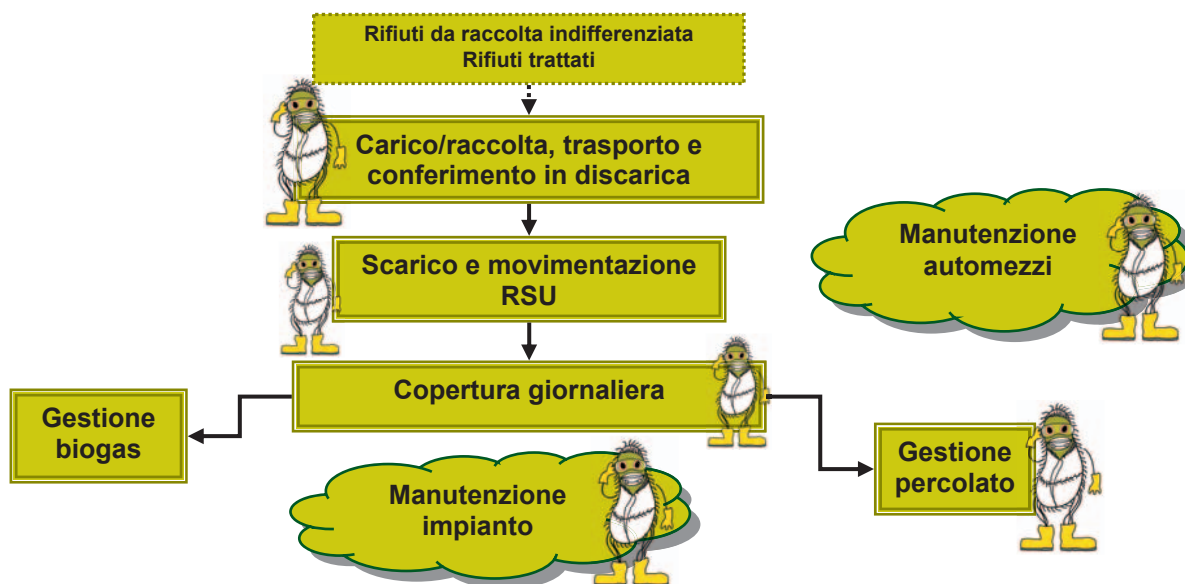 Rifiuti da raccolta indifferenziata
Rifiuti trattati
Carico/raccolta, trasporto e
conferimento in discarica
Scarico e movimentazione
RSU
Manutenzione
automezzi
Copertura giornaliera
Gestione
biogas
Gestione
percolato
Manutenzione
impianto